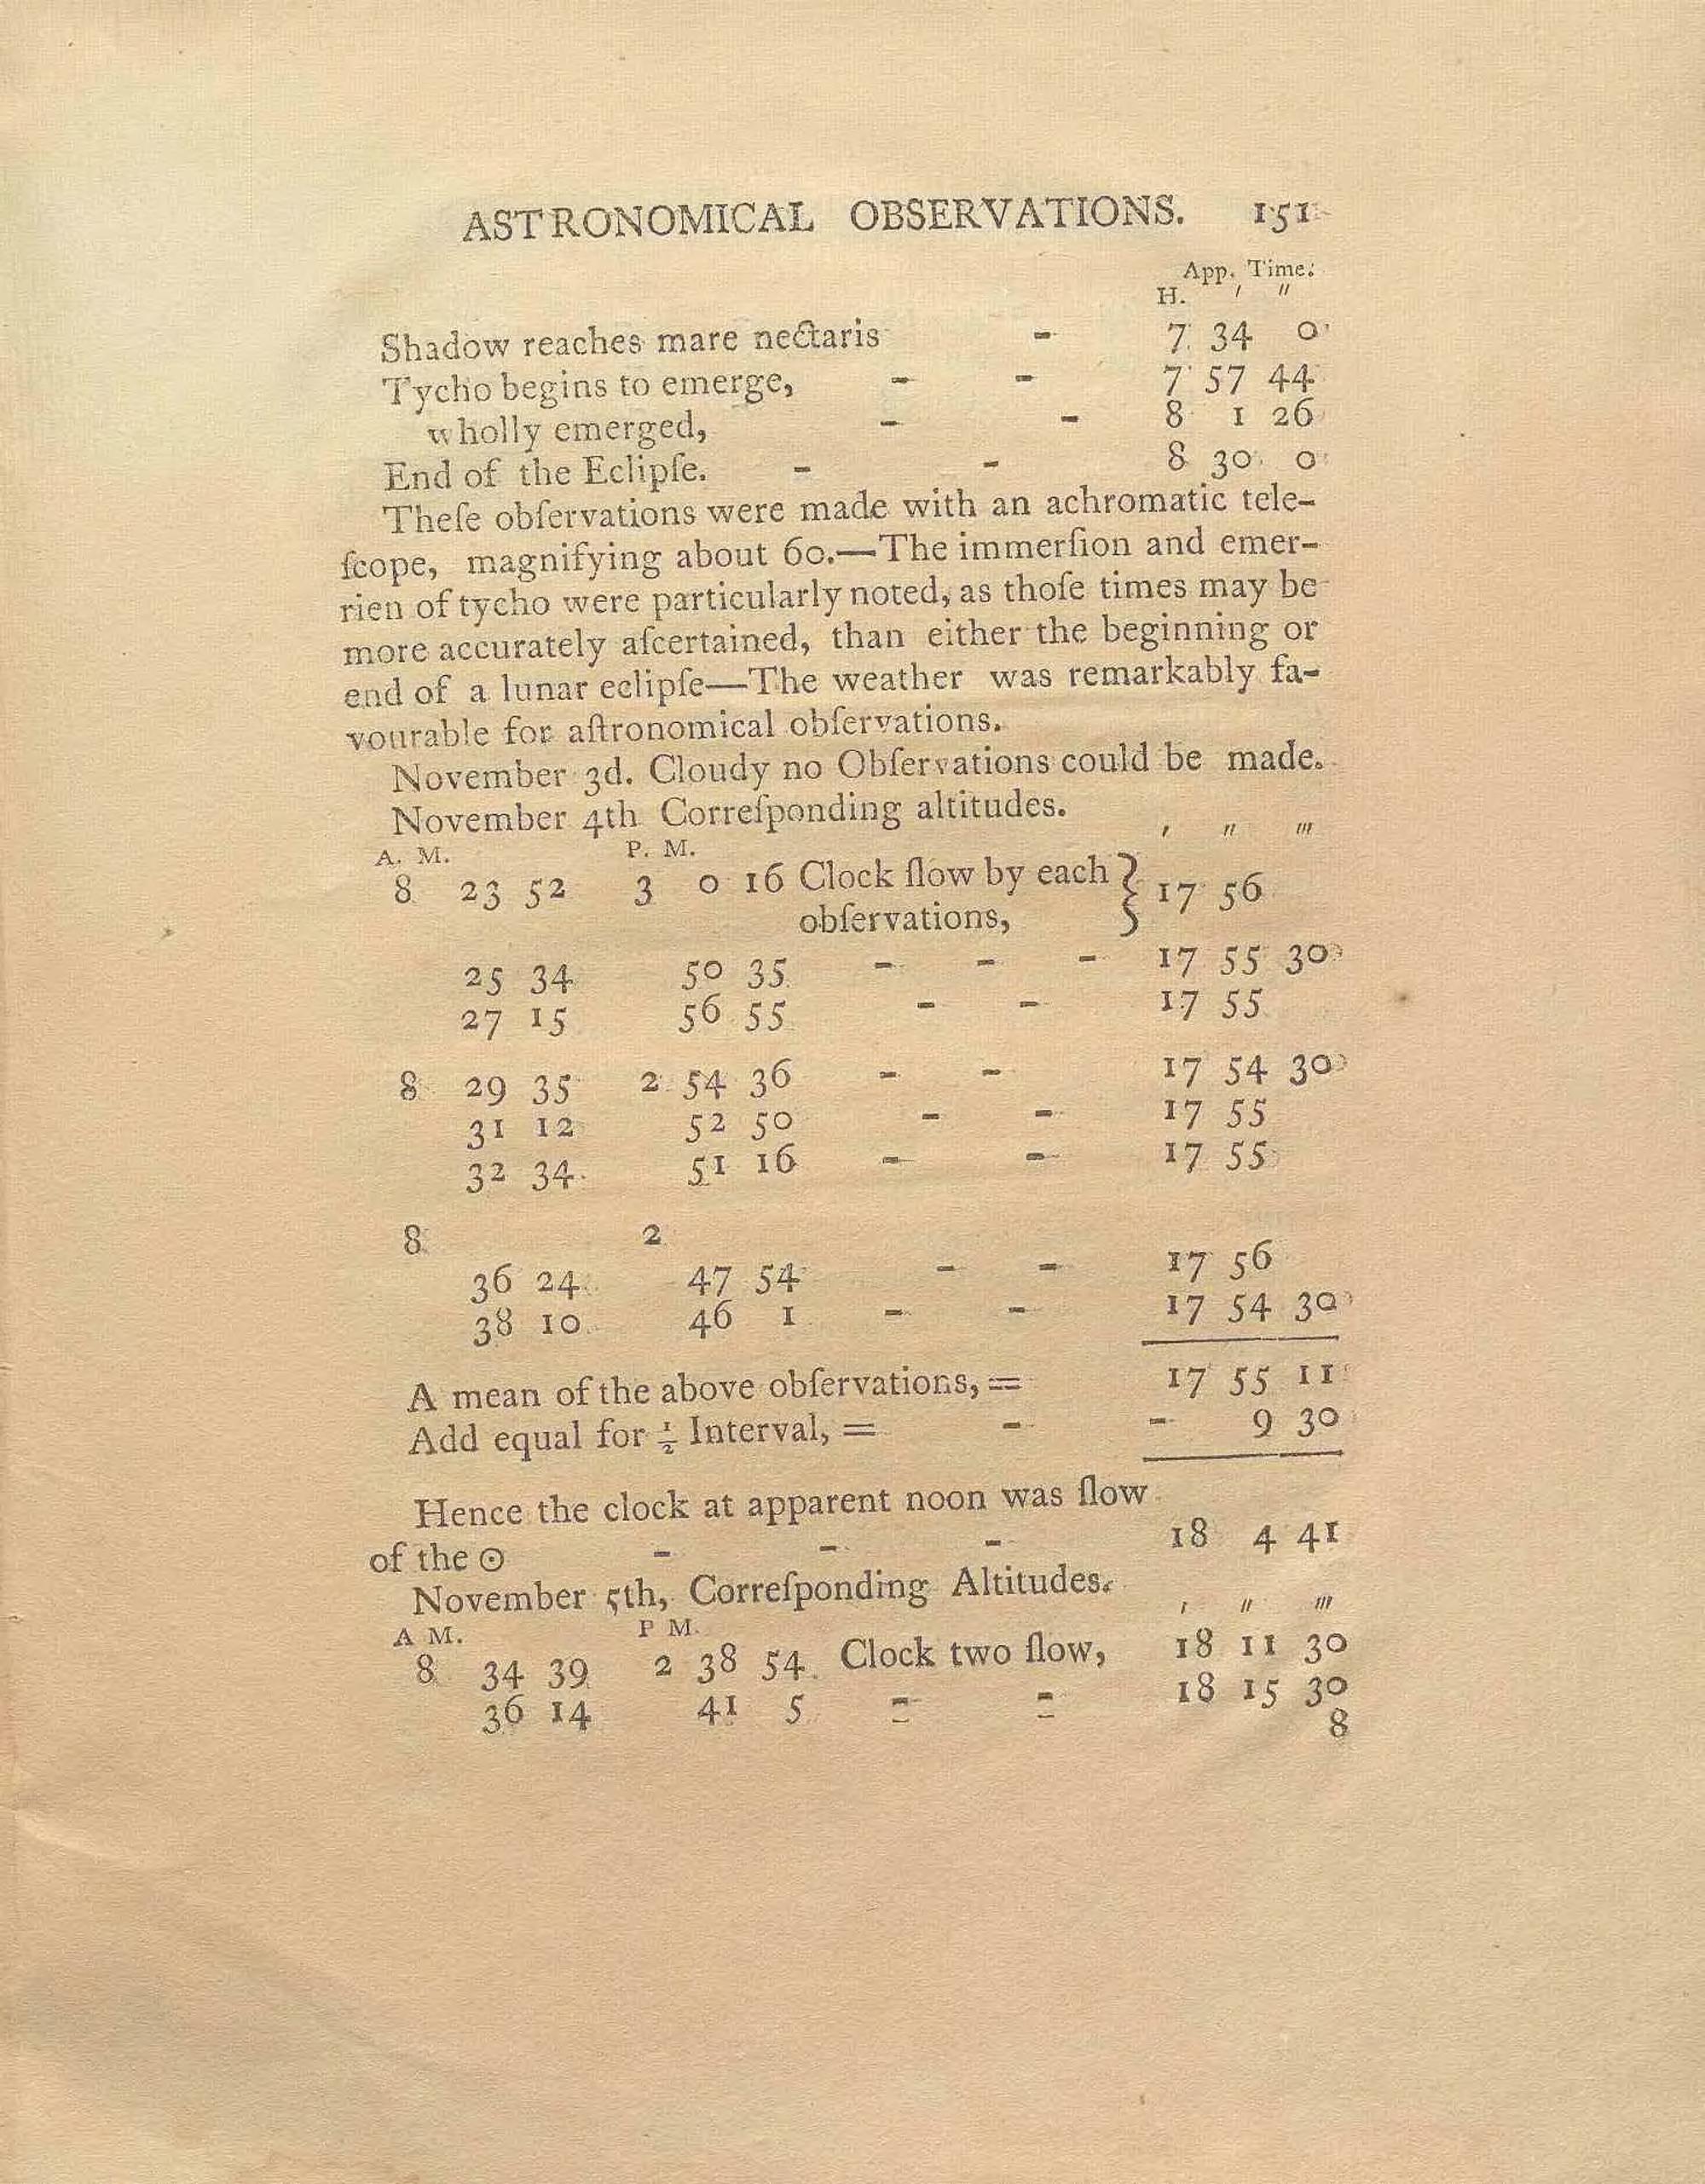 ASTRONOMICAL OBSERVATIONS. 151
App. Time.
H. ′ ″
Shadow reaches mare nectaris - 7 34 0
Tycho begins to emerge, - - 7 57 44
wholly emerged, - - 8 1 26
End of the Eclipſe. - - 8 30 0
Theſe obſervations were made with an achromatic tele-
ſcope, magnifying about 60.—The immerſion and emer-
rien of tycho were particularly noted, as thoſe times may be
more accurately aſcertained, than either the beginning or
end of a lunar eclipſe—The weather was remarkably fa-
vourable for aſtronomical obſervations.
November 3d. Cloudy no Obſervations could be made.
November 4th Correſponding altitudes. ′ ″ ‴
A. M. P. M.
8 23 52 3 0 16 Clock ſlow by each } 17 56
obſervations,
25 34 50 35 - - - 17 55 30
27 15 56 55 - - 17 55
8 29 35 2 54 36 - - 17 54 30
31 12 52 50 - - 17 55
32 34 51 16 - - 17 55
8 2
36 24 47 54 - - 17 56
38 10 46 1 - - 17 54 30
A mean of the above obſervations, = 17 55 11
Add equal for ½ Interval, = - - 9 30
Hence the clock at apparent noon was ſlow
of the ☉ - - - 18 4 41
November 5th, Correſponding Altitudes. ′ ″ ‴
A M. P M.
8 34 39 2 38 54 Clock two ſlow, 18 11 30
36 14 41 5 - - 18 15 30
8